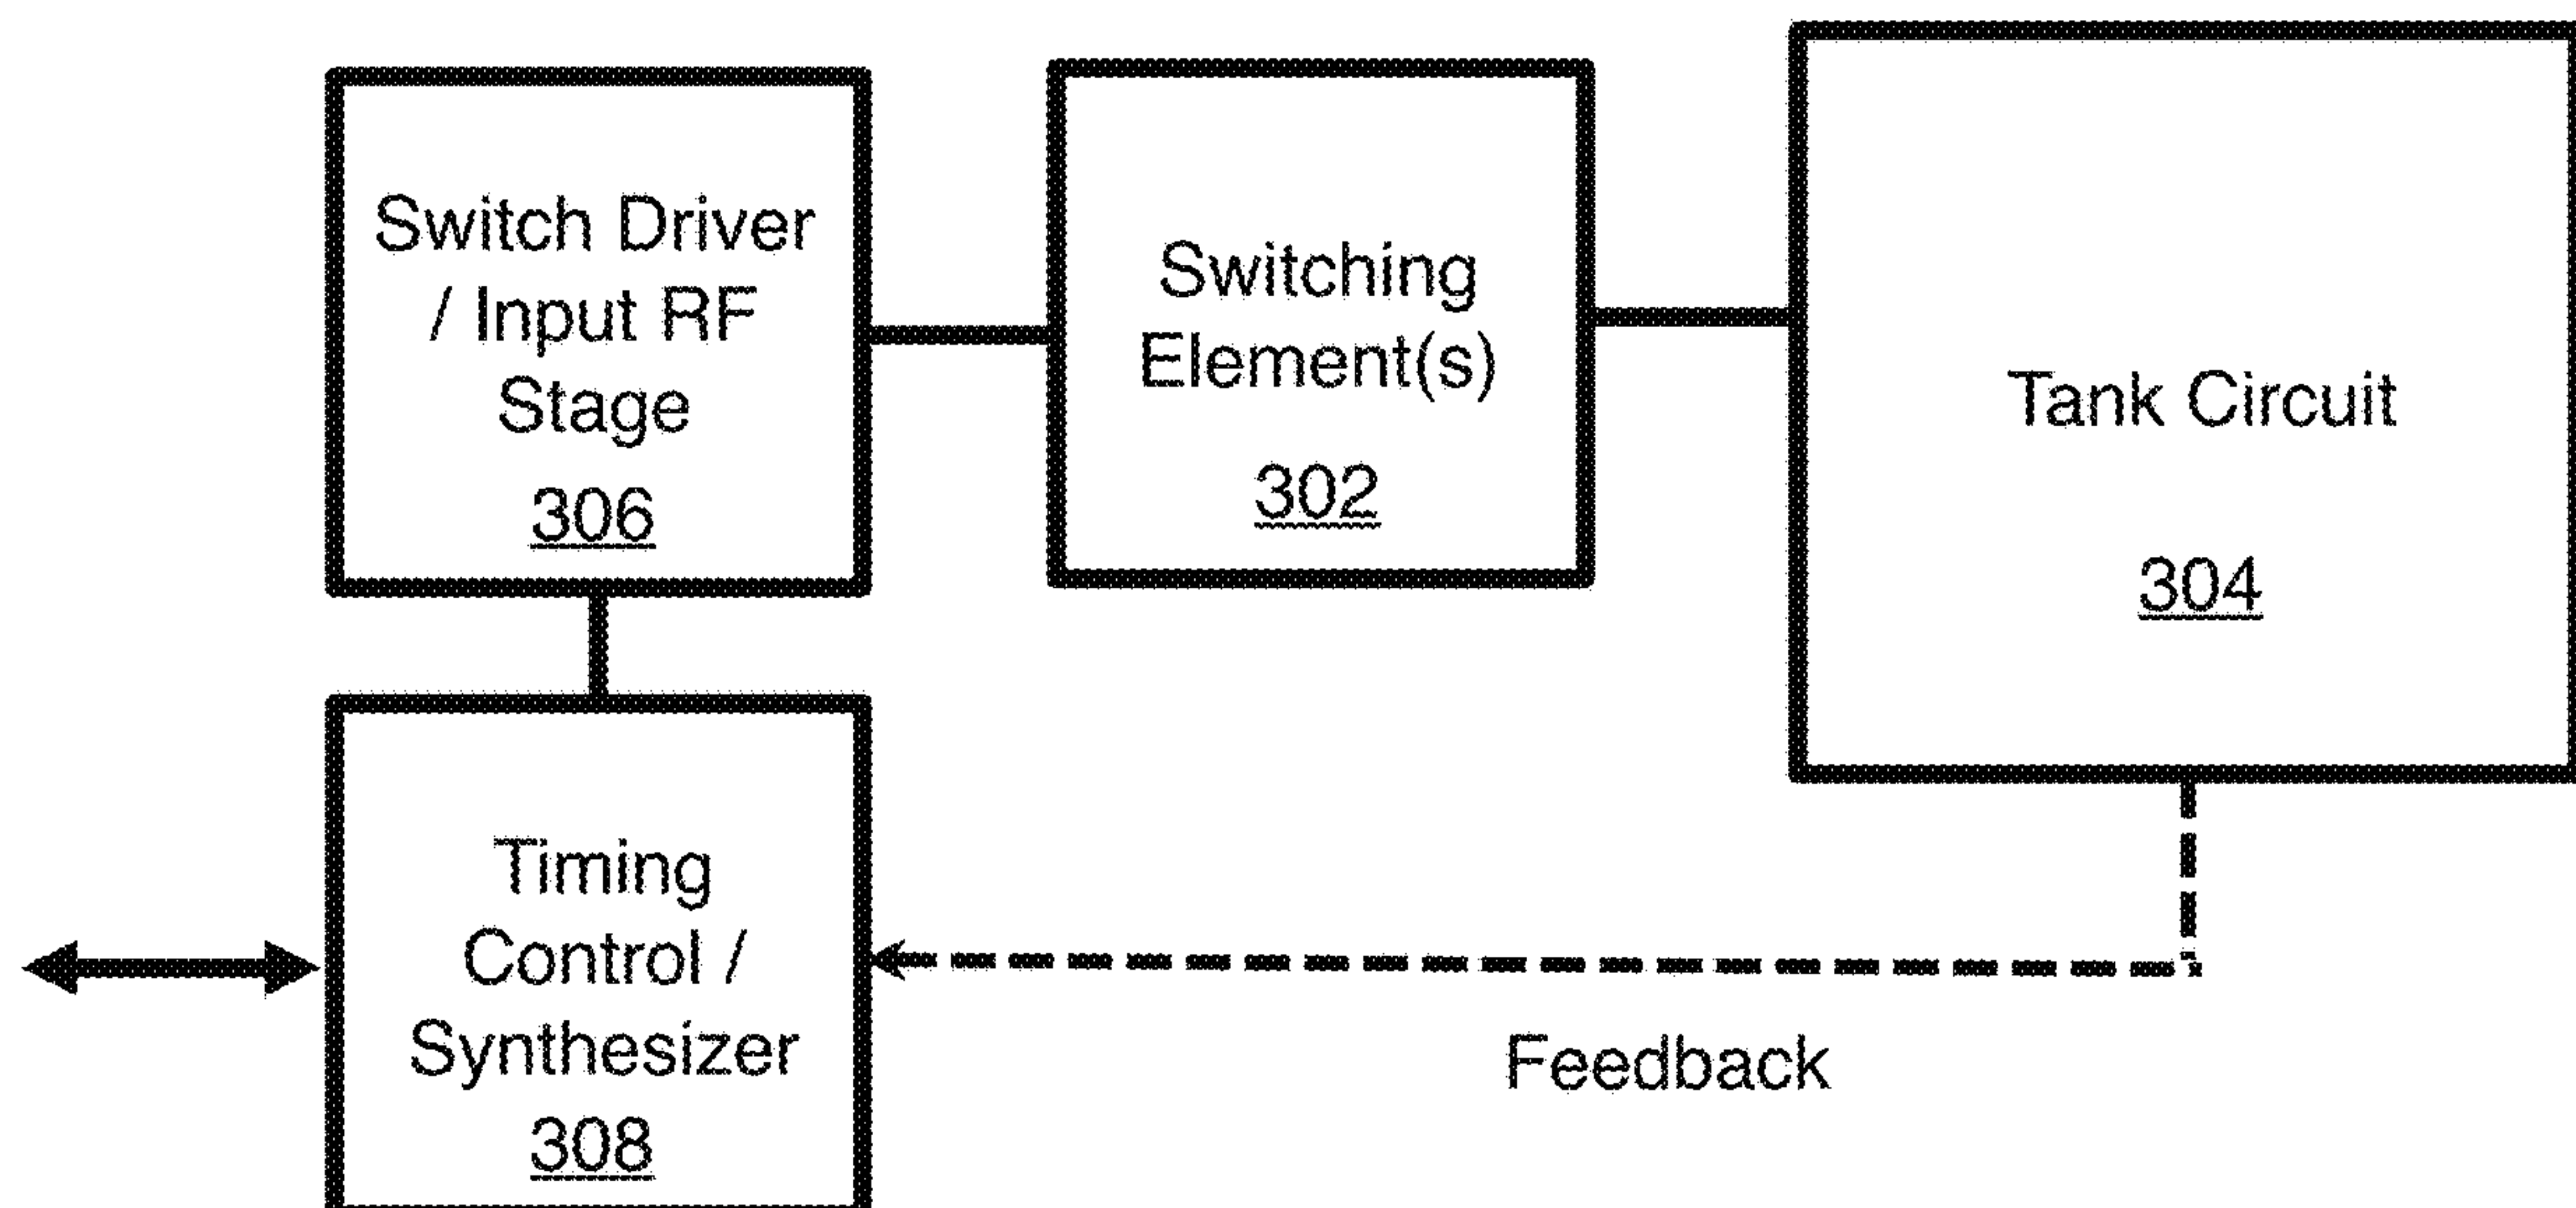 Switch Driver
/ Input RF
Stage
306
Switching
Element(s)
302
Tank Circuit
304
Timing
Control /
Synthesizer
308
Feedback